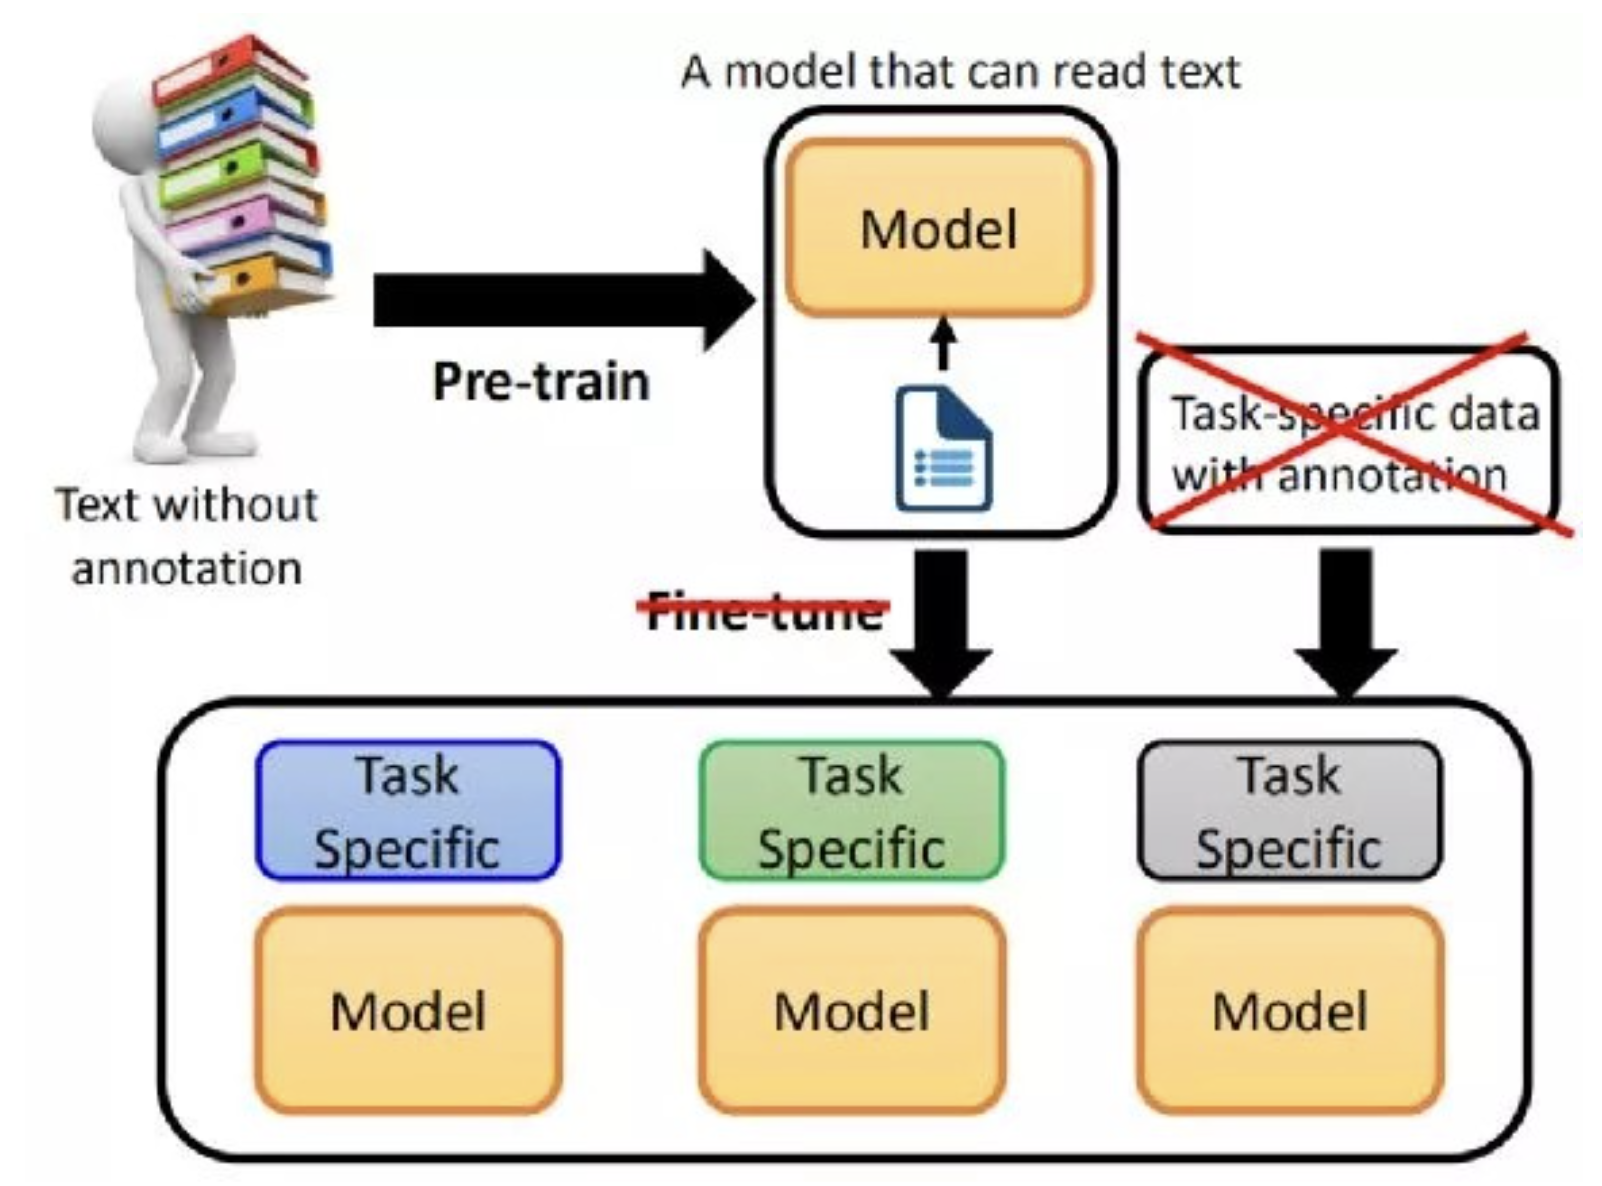 A model that can read text
Model
Pre-train
Text without
annotation
Task-specific data
with annotation
Fine-tune
Task
Specific
Task
Specific
Task
Specific
Model
Model
Model